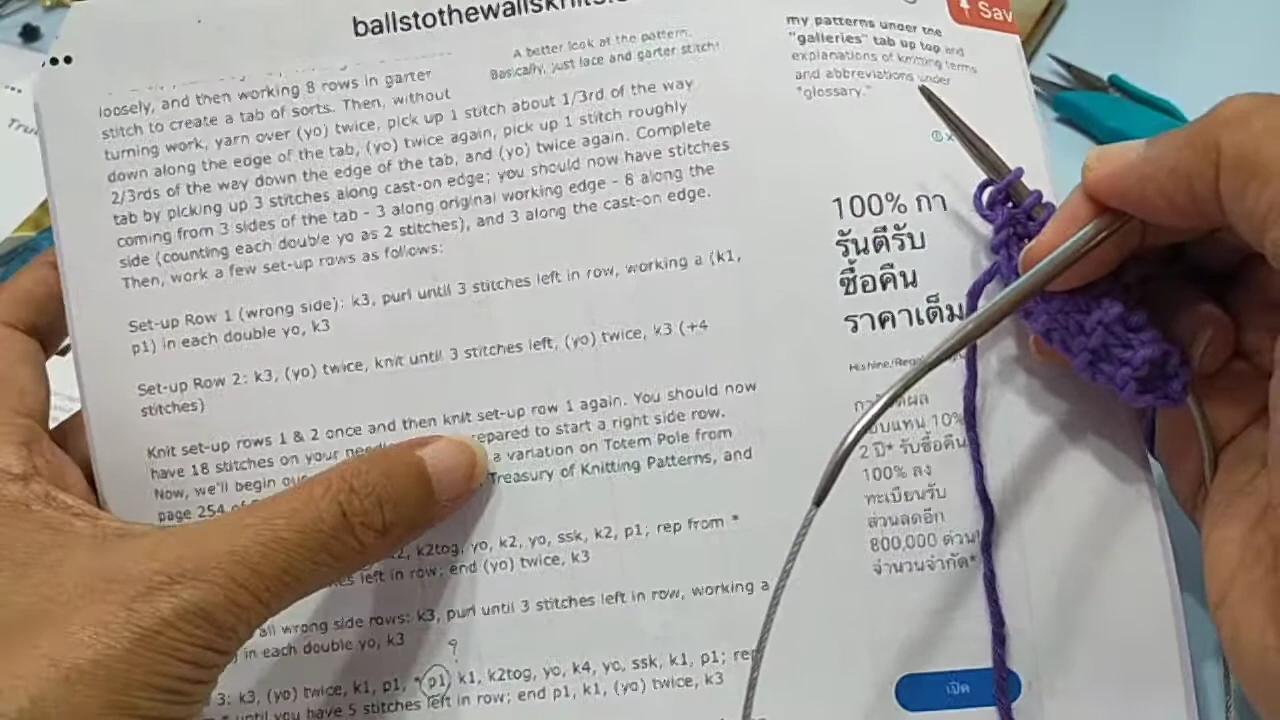 ballstothewallsknits.
A better look at the pattern.
Basically, just lace and garter stitch!
loosely, and then working 8 rows in garter
stitch to create a tab of sorts. Then, without
turning work, yarn over (yo) twice, pick up 1 stitch about 1/3rd of the way
down along the edge of the tab, (yo) twice again, pick up 1 stitch roughly
2/3rds of the way down the edge of the tab, and (yo) twice again. Complete
tab by picking up 3 stitches along cast-on edge; you should now have stitches
coming from 3 sides of the tab - 3 along original working edge - 8 along the
side (counting each double yo as 2 stitches), and 3 along the cast-on edge.
Then, work a few set-up rows as follows:
Set-up Row 1 (wrong side): k3, purl until 3 stitches left in row, working a (k1,
p1) in each double yo, k3
Set-up Row 2: k3, (yo) twice, knit until 3 stitches left, (yo) twice, k3 (+4
stitches)
Knit set-up rows 1 & 2 once and then knit set-up row 1 again. You should now
have 18 stitches on your repared to start a right side row.
Now, we'll begin a variation on Totem Pole from
page 254 Treasury of Knitting Patterns, and
k2tog, yo, k2, yo, ssk, k2, p1; rep from *
left in row; end (yo) twice, k3
all wrong side rows: k3, purl until 3 stitches left in row, working a
in each double yo, k3
?
3: k3, (yo) twice, k1, p1, *(p1) k1, k2tog, yo, k4, yo, ssk, k1, p1; rep
until you have 5 stitches left in row; end p1, k1, (yo) twice, k3
Sav
my patterns under the
"galleries" tab up top and
explanations of knitting terms
and abbreviations under
"glossary."
100% กา
รันตีรับ
ซื้อคืน
ราคาเต็ม
2 ปี* รับซื้อคืน
100% ลง
ทะเบียนรับ
ส่วนลดอีก
800,000 ด่วน!
จำนวนจำกัด*
เปิด